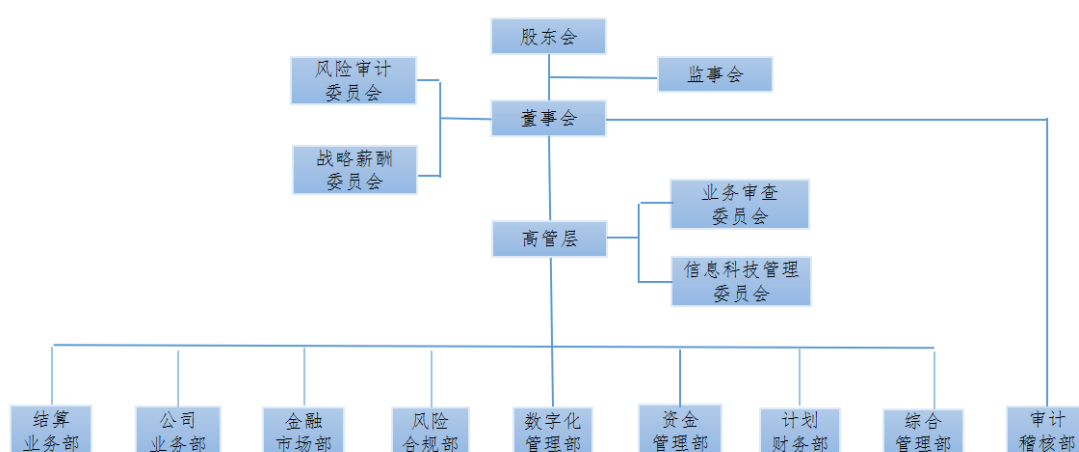 股东会
风险审计
委员会
监事会
董事会
战略薪酬
委员会
业务审查
委员会
高管层
信息科技管理
委员会
结算
业务部
公司
业务部
金融
市场部
风险
合规部
数字化
管理部
资金
管理部
计划
财务部
综合
管理部
审计
稽核部